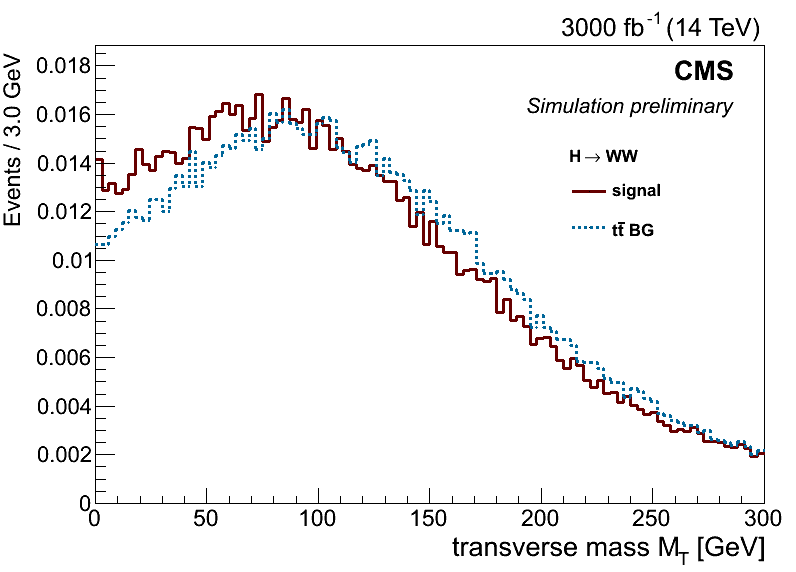 3000 fb⁻¹ (14 TeV)
CMS
Simulation preliminary
H → WW
signal
tt̄ BG
Events / 3.0 GeV
0.018
0.016
0.014
0.012
0.01
0.008
0.006
0.004
0.002
0
0 50 100 150 200 250 300
transverse mass M_T [GeV]